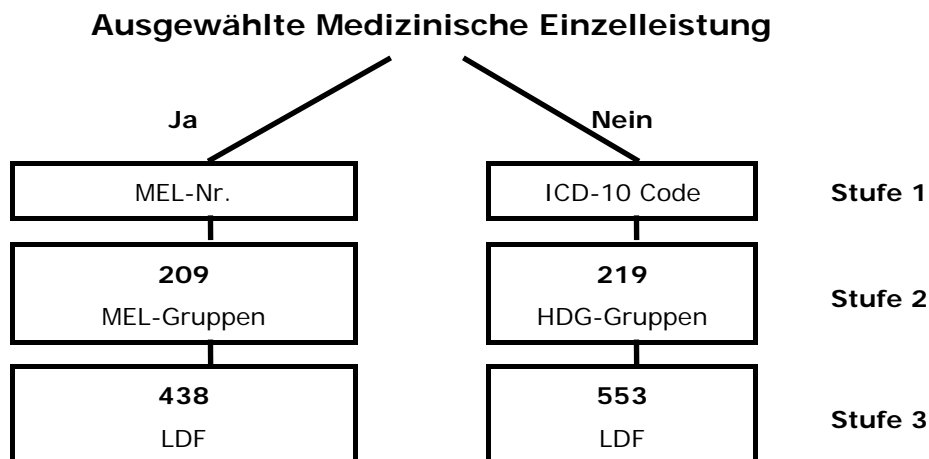 Ausgewählte Medizinische Einzelleistung
Ja
Nein
MEL-Nr.
ICD-10 Code
Stufe 1
209
MEL-Gruppen
219
HDG-Gruppen
Stufe 2
438
LDF
553
LDF
Stufe 3